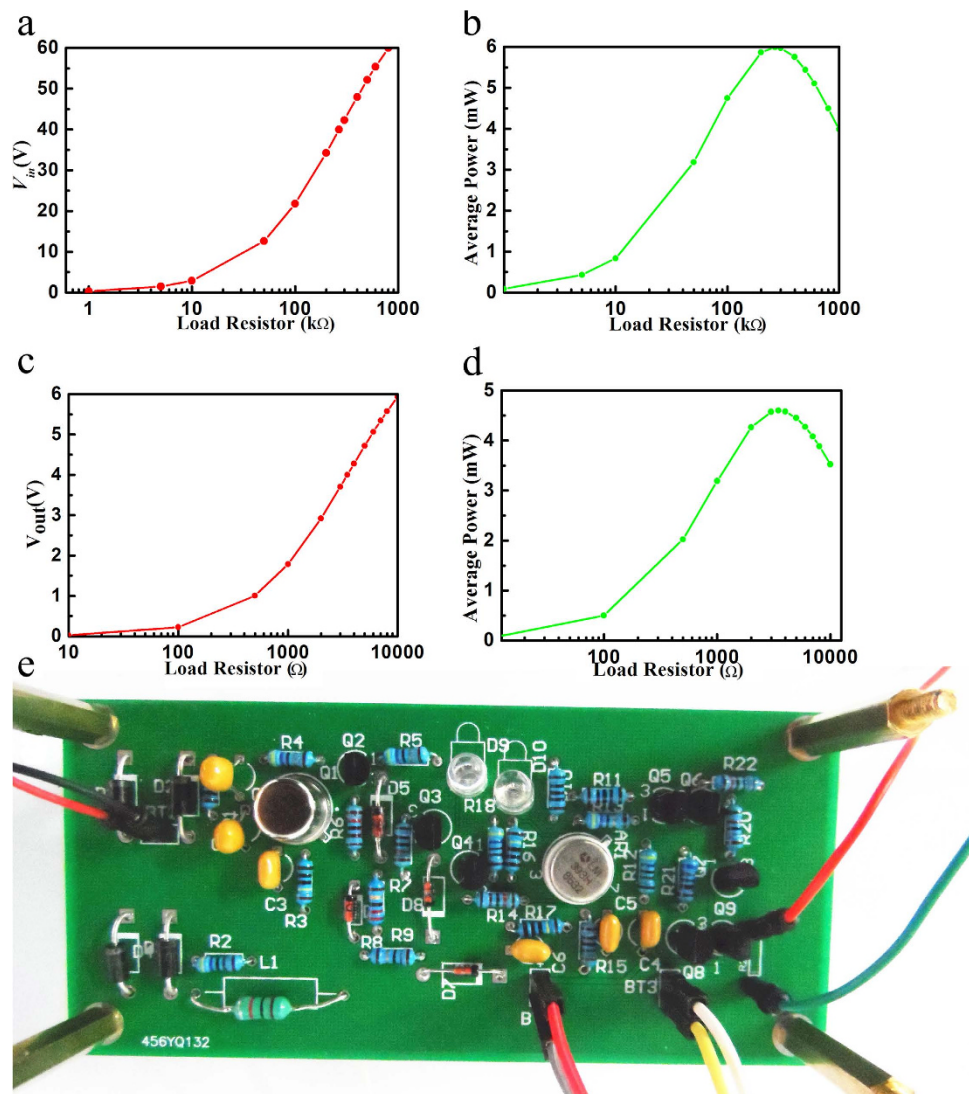 a
60
50
40
30
20
10
0
V_in(V)
1
10
100
1000
Load Resistor (kΩ)
b
6
5
4
3
2
1
0
Average Power (mW)
10
100
1000
Load Resistor (kΩ)
c
6
5
4
3
2
1
0
Vout(V)
10
100
1000
10000
Load Resistor (Ω)
d
5
4
3
2
1
0
Average Power (mW)
100
1000
10000
Load Resistor (Ω)
e
R4
Q2
R5
D9
D10
Q1
D5
Q3
R18
R11
Q5
Q6
R22
R6
R16
AR1
R20
Q4
R12
C5
R21
D8
R7
C3
R3
R14
R17
Q9
R8
R9
R15
C4
Q8
R2
L1
D7
C6
B
BT3
456YQ132